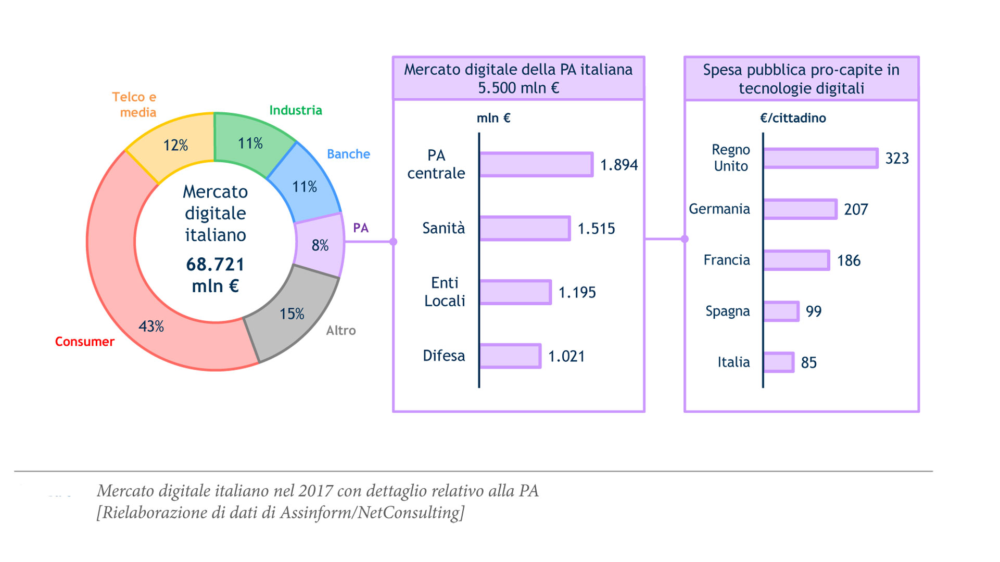 Telco e
media
12%
Industria
11%
Banche
11%
PA
8%
Altro
15%
Consumer
43%
Mercato
digitale
italiano
68.721
mln €
Mercato digitale della PA italiana
5.500 mln €
mln €
PA
centrale
1.894
Sanità
1.515
Enti
Locali
1.195
Difesa
1.021
Spesa pubblica pro-capite in
tecnologie digitali
€/cittadino
Regno
Unito
323
Germania
207
Francia
186
Spagna
99
Italia
85
Mercato digitale italiano nel 2017 con dettaglio relativo alla PA
[Rielaborazione di dati di Assinform/NetConsulting]